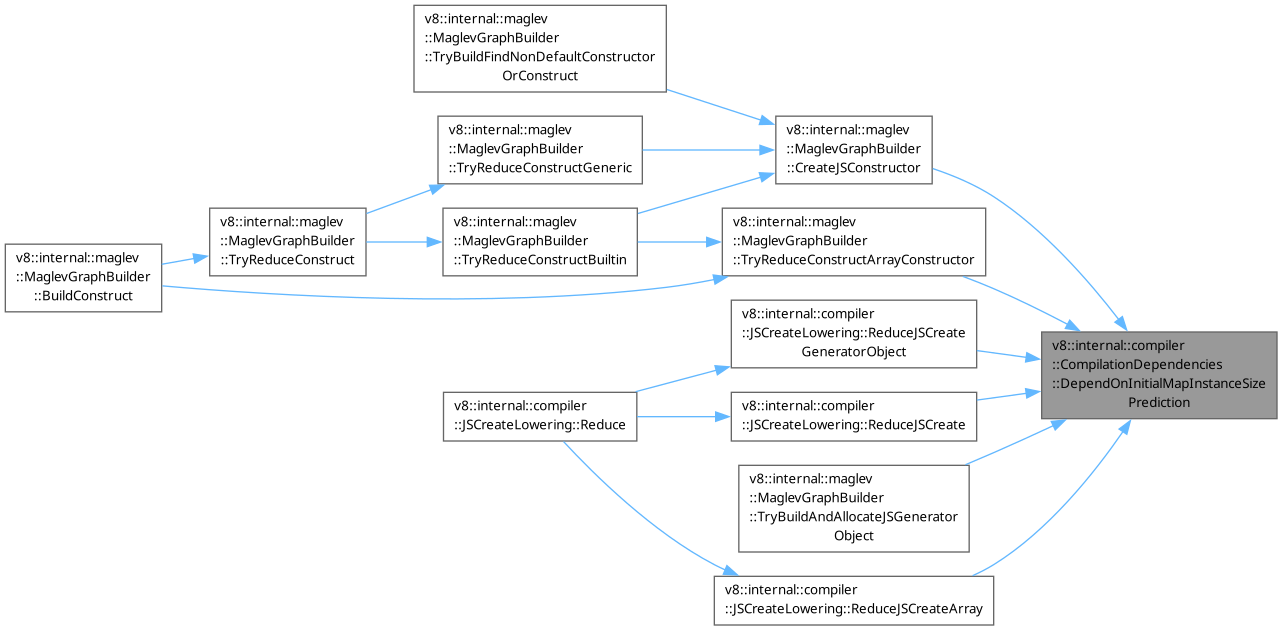 v8::internal::maglev
::MaglevGraphBuilder
::TryBuildFindNonDefaultConstructor
OrConstruct
v8::internal::maglev
::MaglevGraphBuilder
::TryReduceConstructGeneric
v8::internal::maglev
::MaglevGraphBuilder
::CreateJSConstructor
v8::internal::maglev
::MaglevGraphBuilder
::TryReduceConstruct
v8::internal::maglev
::MaglevGraphBuilder
::TryReduceConstructBuiltin
v8::internal::maglev
::MaglevGraphBuilder
::TryReduceConstructArrayConstructor
v8::internal::maglev
::MaglevGraphBuilder
::BuildConstruct
v8::internal::compiler
::JSCreateLowering::ReduceJSCreate
GeneratorObject
v8::internal::compiler
::CompilationDependencies
::DependOnInitialMapInstanceSize
Prediction
v8::internal::compiler
::JSCreateLowering::Reduce
v8::internal::compiler
::JSCreateLowering::ReduceJSCreate
v8::internal::maglev
::MaglevGraphBuilder
::TryBuildAndAllocateJSGenerator
Object
v8::internal::compiler
::JSCreateLowering::ReduceJSCreateArray